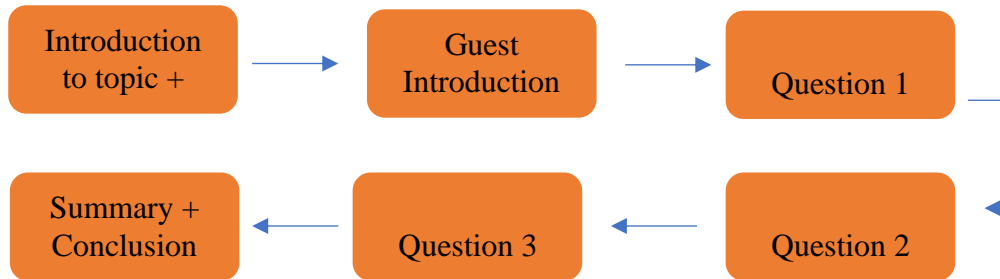 Introduction
to topic +
Guest
Introduction
Question 1
Question 2
Question 3
Summary +
Conclusion